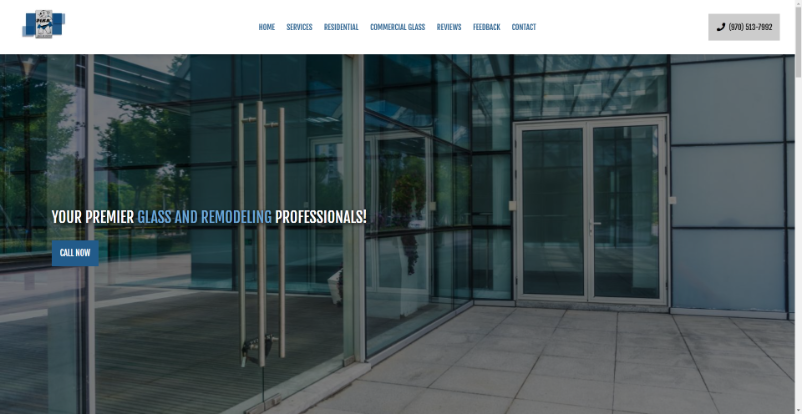 HOME SERVICES RESIDENTIAL COMMERCIAL GLASS REVIEWS FEEDBACK CONTACT
(970) 513-7992
YOUR PREMIER GLASS AND REMODELING PROFESSIONALS!
CALL NOW